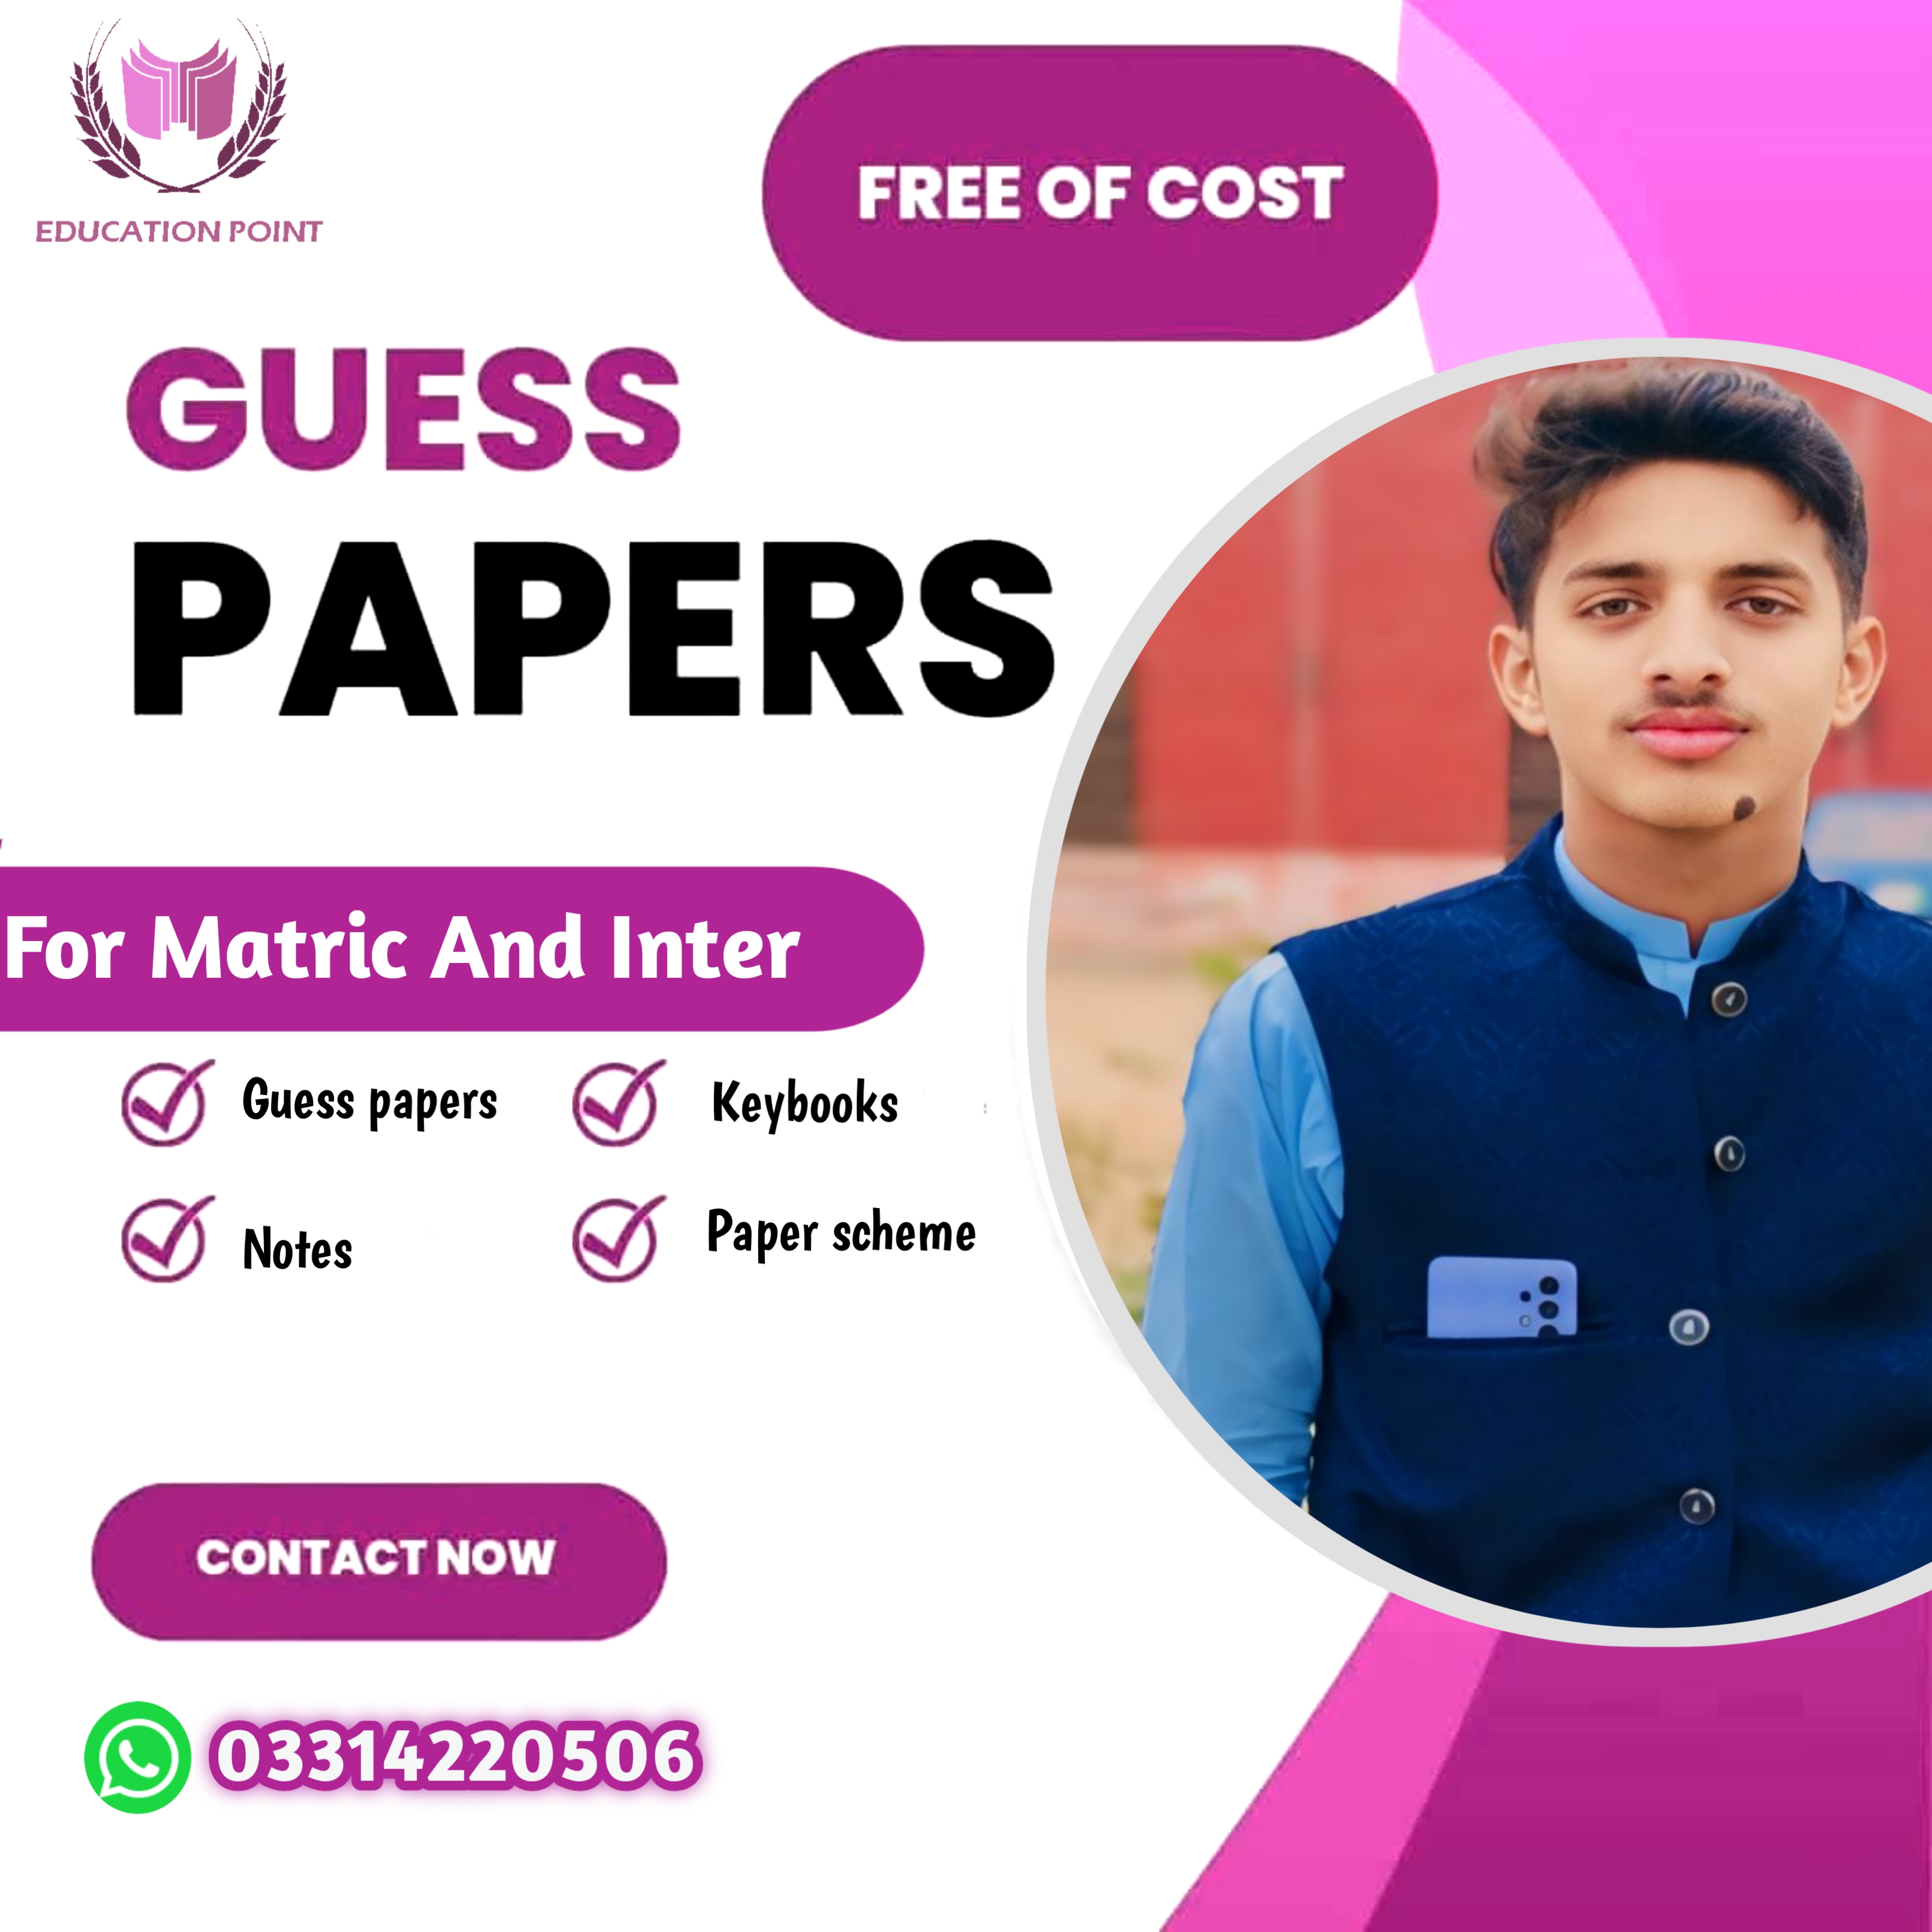 EDUCATION POINT
FREE OF COST
GUESS
PAPERS
For Matric And Inter
Guess papers
Keybooks
Notes
Paper scheme
CONTACT NOW
03314220506